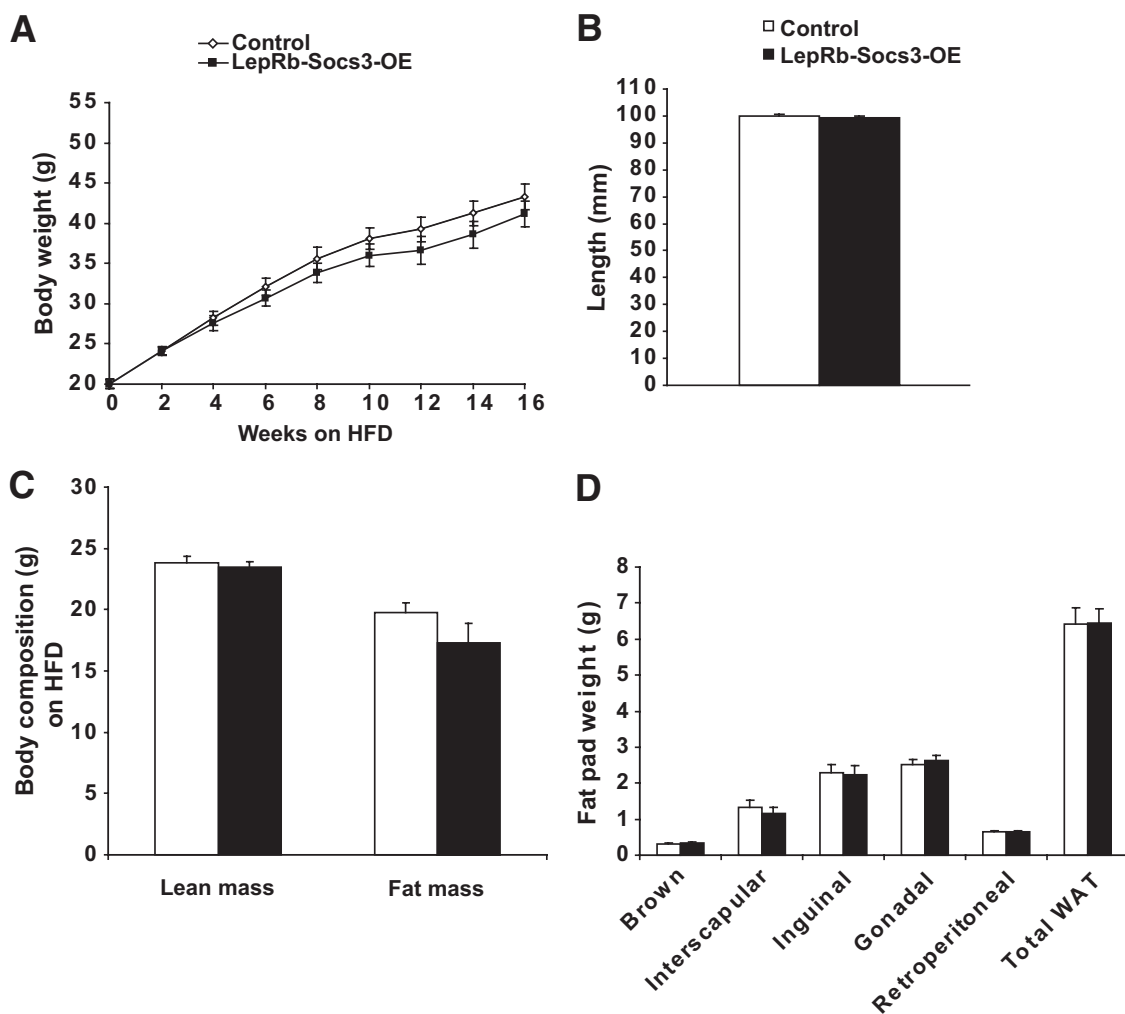 A
Control
LepRb-Socs3-OE
55
50
45
40
35
30
25
20
Body weight (g)
0 2 4 6 8 10 12 14 16
Weeks on HFD
B
Control
LepRb-Socs3-OE
110
100
90
80
70
60
50
40
30
20
10
0
Length (mm)
C
30
25
20
15
10
5
0
Body composition (g)
on HFD
Lean mass Fat mass
D
8
7
6
5
4
3
2
1
0
Fat pad weight (g)
Brown
Interscapular
Inguinal
Gonadal
Retroperitoneal
Total WAT